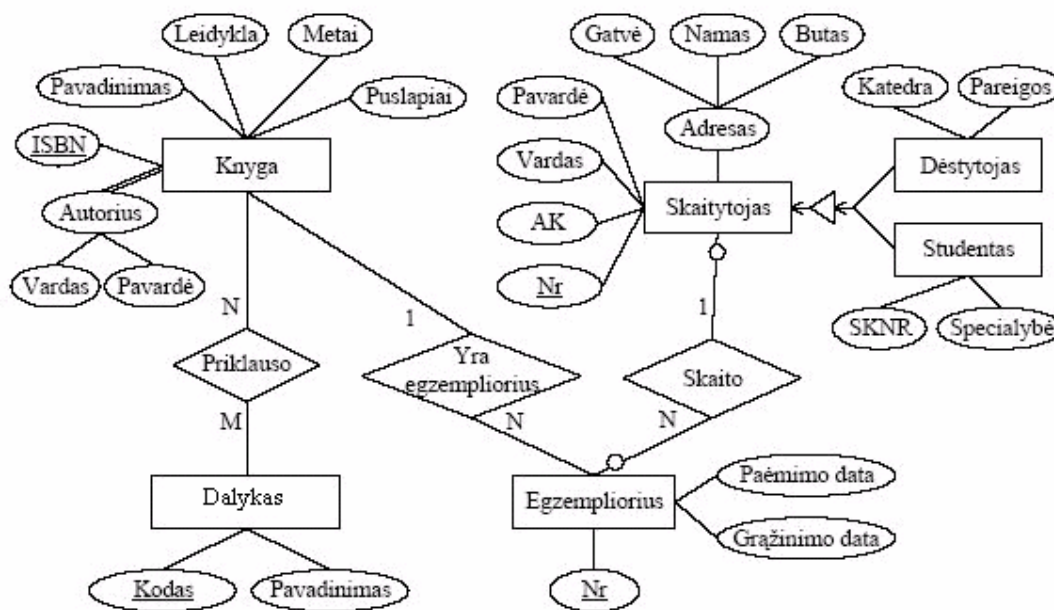 Leidykla
Metai
Pavadinimas
Puslapiai
ISBN
Knyga
Autorius
Vardas
Pavardė
N
Priklauso
M
Dalykas
Kodas
Pavadinimas
1
Yra
egzempliorius
N
Gatvė
Namas
Butas
Pavardė
Adresas
Vardas
AK
Nr
Skaitytojas
Katedra
Pareigos
Dėstytojas
Studentas
SKNR
Specialybė
1
Skaito
N
Egzempliorius
Paėmimo data
Grąžinimo data
Nr